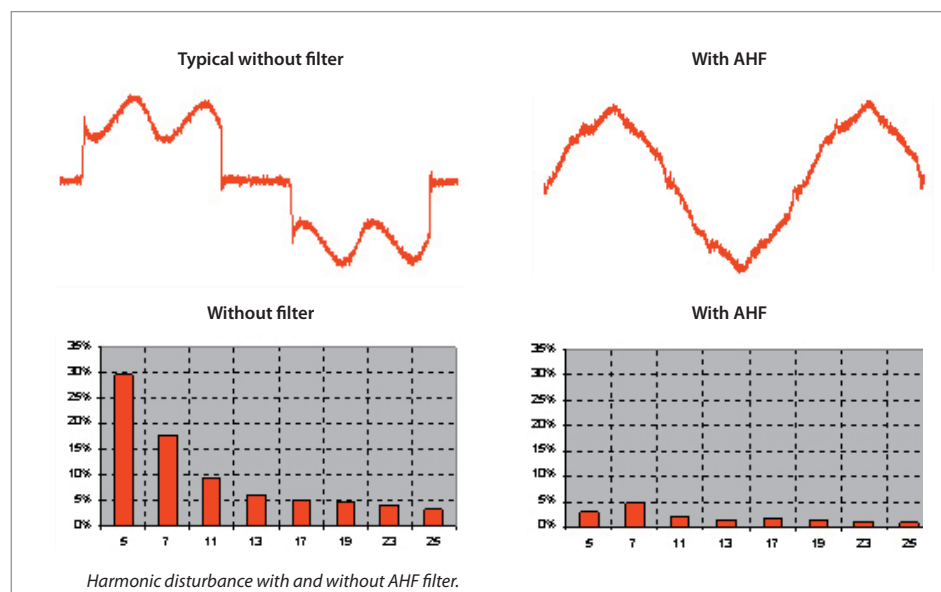 Typical without filter
With AHF
Without filter
With AHF
35%
30%
25%
20%
15%
10%
5%
0%
5 7 11 13 17 19 23 25
35%
30%
25%
20%
15%
10%
5%
0%
5 7 11 13 17 19 23 25
Harmonic disturbance with and without AHF filter.